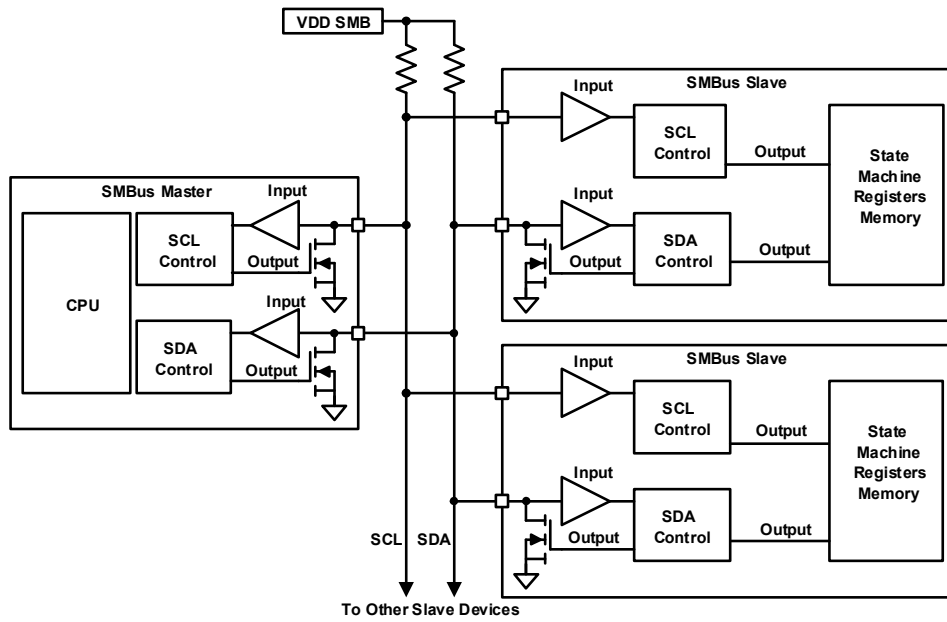 VDD SMB
SMBus Master
CPU
SCL
Control
Input
Output
SDA
Control
Input
Output
SMBus Slave
Input
SCL
Control
Output
State
Machine
Registers
Memory
Input
SDA
Control
Output
Output
SMBus Slave
Input
SCL
Control
Output
State
Machine
Registers
Memory
Input
SDA
Control
Output
Output
SCL
SDA
To Other Slave Devices